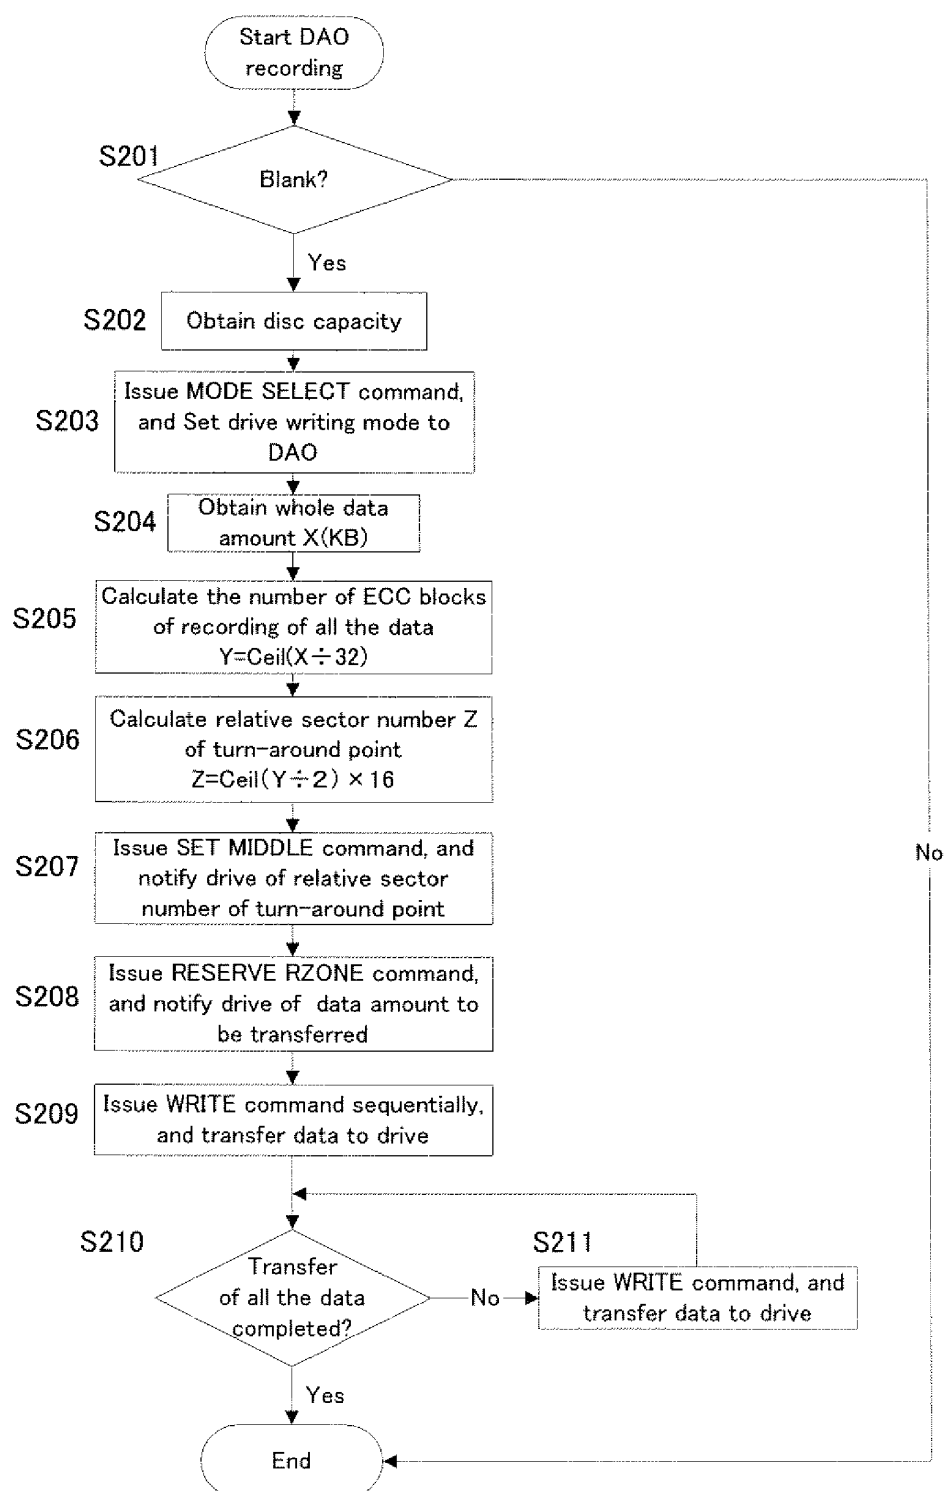 Start DAO
recording
S201
Blank?
Yes
S202
Obtain disc capacity
S203
Issue MODE SELECT command,
and Set drive writing mode to
DAO
S204
Obtain whole data
amount X(KB)
S205
Calculate the number of ECC blocks
of recording of all the data
Y=Ceil(X÷32)
S206
Calculate relative sector number Z
of turn-around point
Z=Ceil(Y÷2)×16
S207
Issue SET MIDDLE command, and
notify drive of relative sector
number of turn-around point
No
S208
Issue RESERVE RZONE command,
and notify drive of data amount to
be transferred
S209
Issue WRITE command sequentially,
and transfer data to drive
S210
Transfer
of all the data
completed?
No
S211
Issue WRITE command, and
transfer data to drive
Yes
End